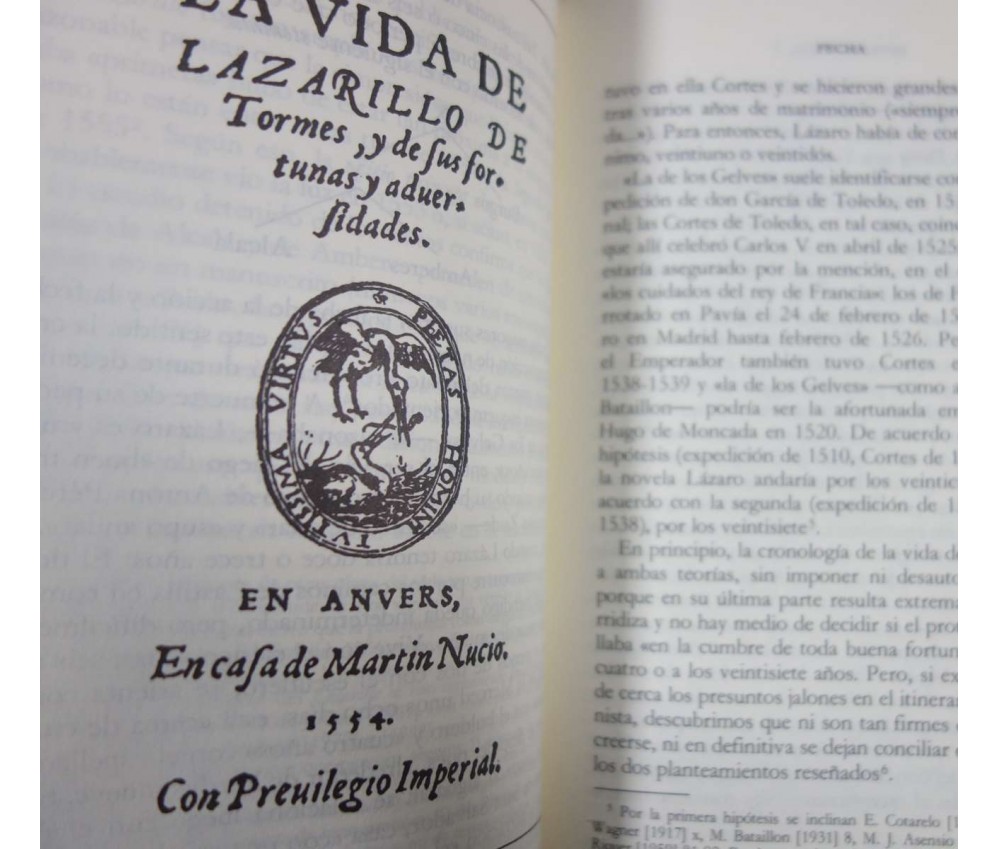 LA VIDA DE
LAZARILLO DE
Tormes, y de ſus for-
tunas y aduer-
ſidades.
PIETAS HOMINI TVTISSIMA VIRTUS
EN ANVERS,
En caſa de Martin Nucio.
1554.
Con Preuilegio Imperial.
FECHA
tuvo en ella Cortes y se hicieron grandes
tras varios años de matrimonio («siempre
da...»). Para entonces, Lázaro había de con
nimo, veintiuno o veintidós.
«La de los Gelves» suele identificarse co
pedición de don García de Toledo, en 15
nal; las Cortes de Toledo, en tal caso, coin
que allí celebró Carlos V en abril de 1525
estaría asegurado por la mención, en el
«los cuidados del rey de Francia»: los de F
rrotado en Pavía el 24 de febrero de 15
ro en Madrid hasta febrero de 1526. Pe
el Emperador también tuvo Cortes e
1538-1539 y «la de los Gelves» —como a
Bataillon— podría ser la afortunada em
Hugo de Moncada en 1520. De acuerdo
hipótesis (expedición de 1510, Cortes de 1
la novela Lázaro andaría por los veintic
acuerdo con la segunda (expedición de 1
1538), por los veintisiete⁵.
En principio, la cronología de la vida de
a ambas teorías, sin imponer ni desauto
porque en su última parte resulta extrema
rridiza y no hay medio de decidir si el pro
llaba «en la cumbre de toda buena fortun
cuatro o a los veintisiete años. Pero, si ex
de cerca los presuntos jalones en el itinera
nista, descubrimos que ni son tan firmes
creerse, ni en definitiva se dejan conciliar
los dos planteamientos reseñados⁶.
⁵ Por la primera hipótesis se inclinan E. Cotarelo [1
Wagner [1917] x, M. Bataillon [1931] 8, M. J. Asensio